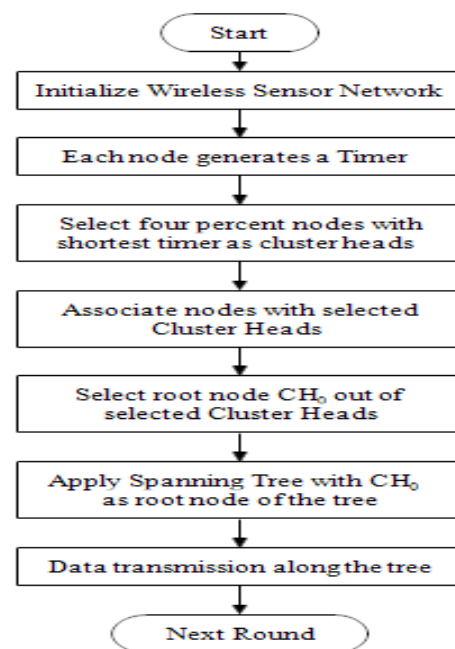 Start
Initialize Wireless Sensor Network
Each node generates a Timer
Select four percent nodes with
shortest timer as cluster heads
Associate nodes with selected
Cluster Heads
Select root node CH₀ out of
selected Cluster Heads
Apply Spanning Tree with CH₀
as root node of the tree
Data transmission along the tree
Next Round